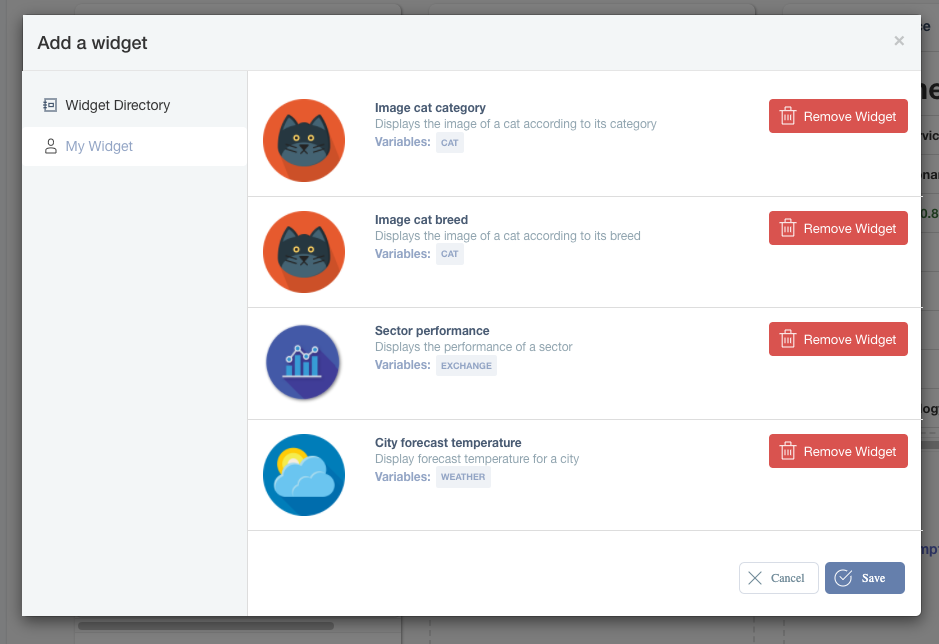 Add a widget
×
Widget Directory
My Widget
Image cat category
Displays the image of a cat according to its category
Variables: CAT
Remove Widget
Image cat breed
Displays the image of a cat according to its breed
Variables: CAT
Remove Widget
Sector performance
Displays the performance of a sector
Variables: EXCHANGE
Remove Widget
City forecast temperature
Display forecast temperature for a city
Variables: WEATHER
Remove Widget
Cancel
Save